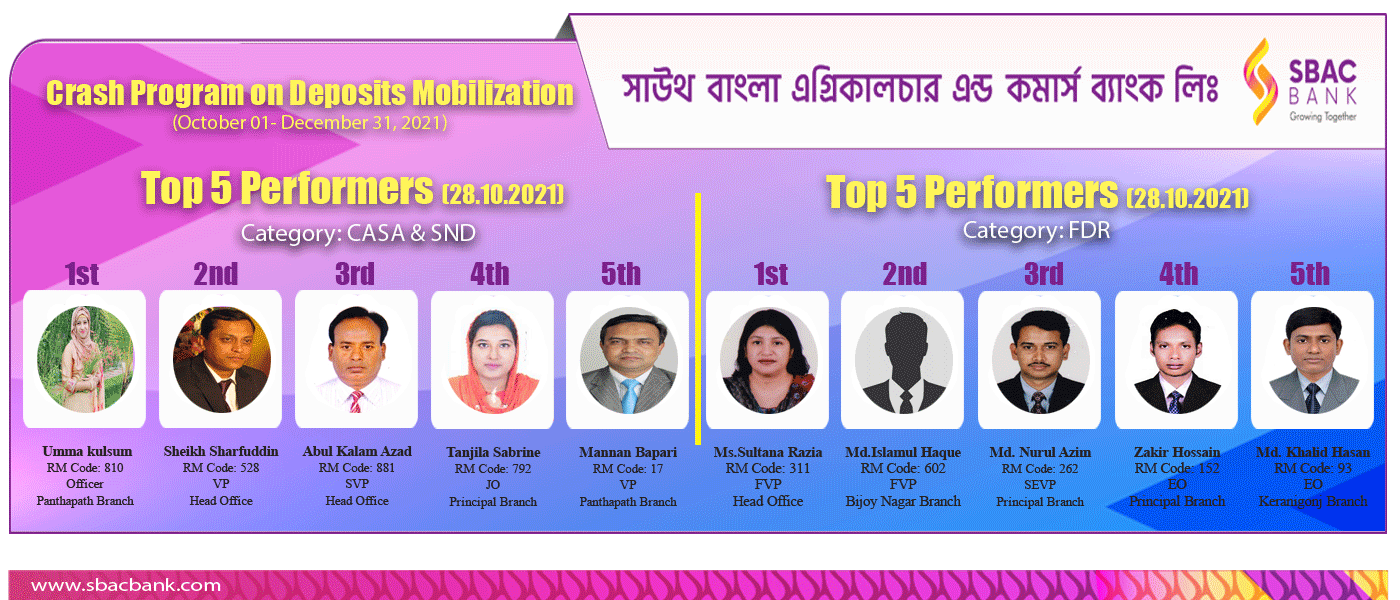 Crash Program on Deposits Mobilization
(October 01- December 31, 2021)
সাউথ বাংলা এগ্রিকালচার এন্ড কমার্স ব্যাংক লিঃ
SBAC
BANK
Growing Together
Top 5 Performers (28.10.2021)
Category: CASA & SND
1st 2nd 3rd 4th 5th
Umma kulsum Sheikh Sharfuddin Abul Kalam Azad Tanjila Sabrine Mannan Bapari
RM Code: 810 RM Code: 528 RM Code: 881 RM Code: 792 RM Code: 17
Officer VP SVP JO VP
Panthapath Branch Head Office Head Office Principal Branch Panthapath Branch
Top 5 Performers (28.10.2021)
Category: FDR
1st 2nd 3rd 4th 5th
Ms.Sultana Razia Md.Islamul Haque Md. Nurul Azim Zakir Hossain Md. Khalid Hasan
RM Code: 311 RM Code: 602 RM Code: 262 RM Code: 152 RM Code: 93
FVP FVP SEVP EO EO
Head Office Bijoy Nagar Branch Principal Branch Principal Branch Keranigonj Branch
www.sbacbank.com